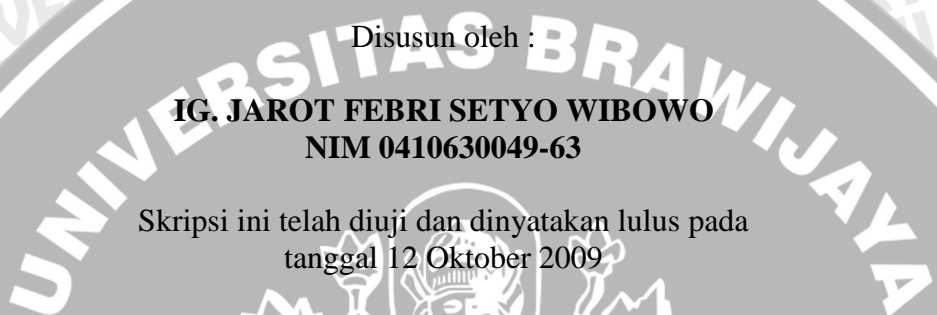 UNIVERSITAS BRAWIJAYA
Disusun oleh :
IG. JAROT FEBRI SETYO WIBOWO
NIM 0410630049-63
Skripsi ini telah diuji dan dinyatakan lulus pada
tanggal 12 Oktober 2009